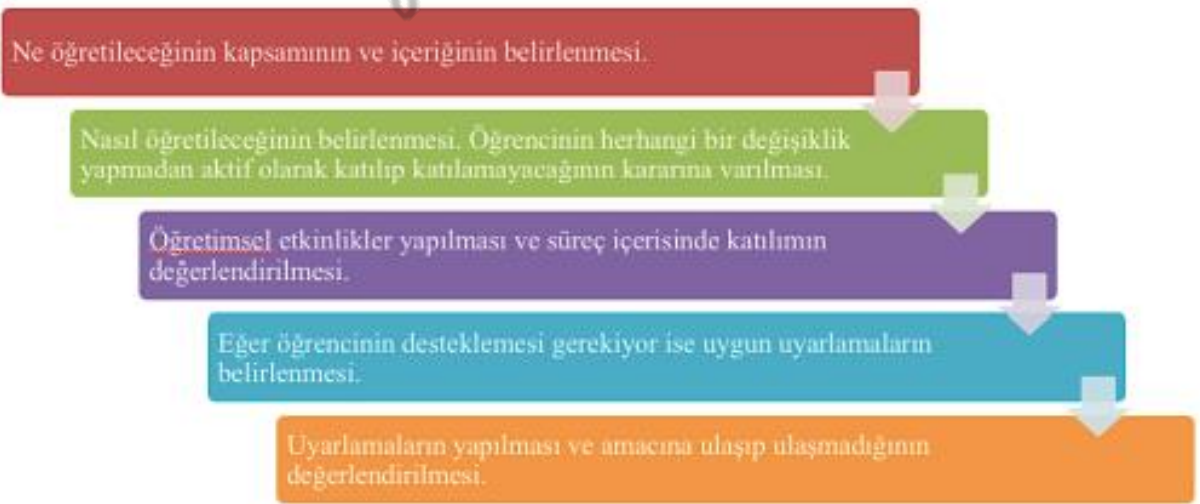 Ne öğretileceğinin kapsamının ve içeriğinin belirlenmesi.
Nasıl öğretileceğinin belirlenmesi. Öğrencinin herhangi bir değişiklik
yapmadan aktif olarak katılıp katılamayacağının kararına varılması.
Öğretimsel etkinlikler yapılması ve süreç içerisinde katılımın
değerlendirilmesi.
Eğer öğrencinin desteklemesi gerekiyor ise uygun uyarlamaların
belirlenmesi.
Uyarlamaların yapılması ve amacına ulaşıp ulaşmadığının
değerlendirilmesi.